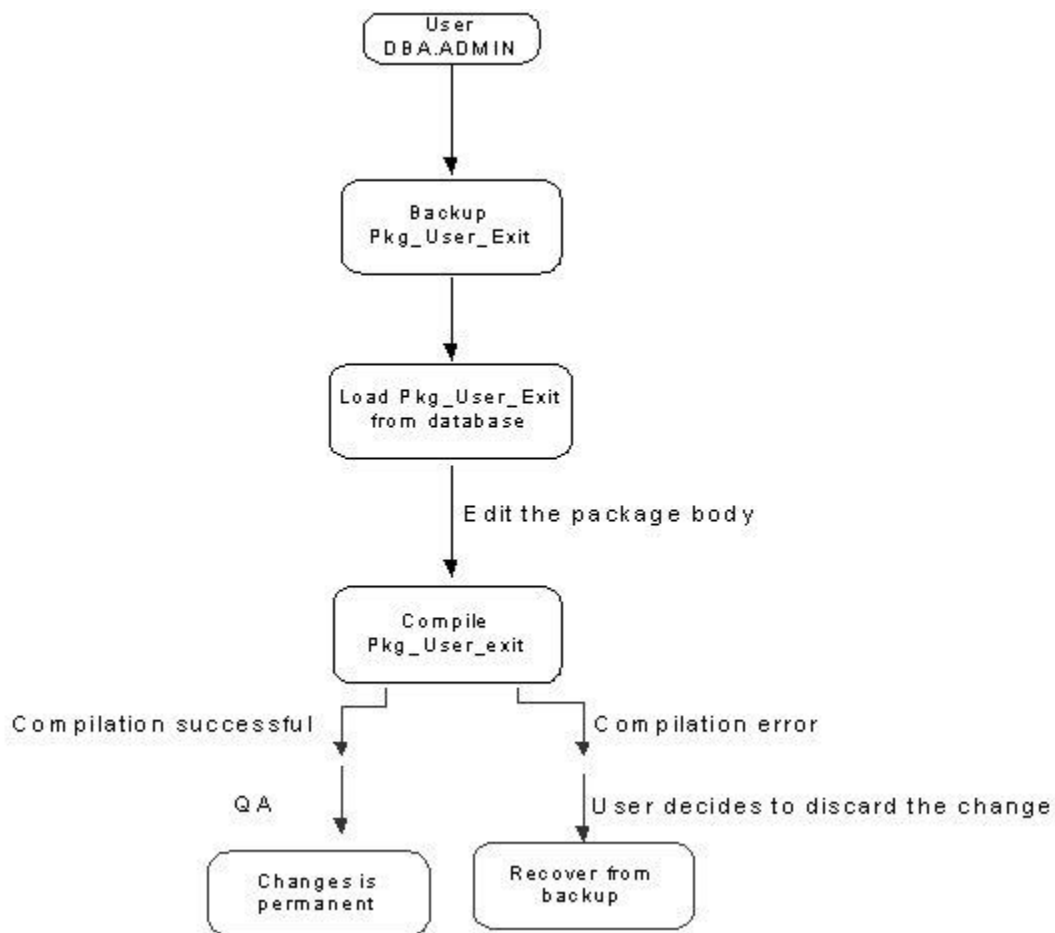 User
DBA.ADMIN
Backup
Pkg_User_Exit
Load Pkg_User_Exit
from database
Edit the package body
Compile
Pkg_User_exit
Compilation successful
Compilation error
QA
User decides to discard the change
Changes is
permanent
Recover from
backup